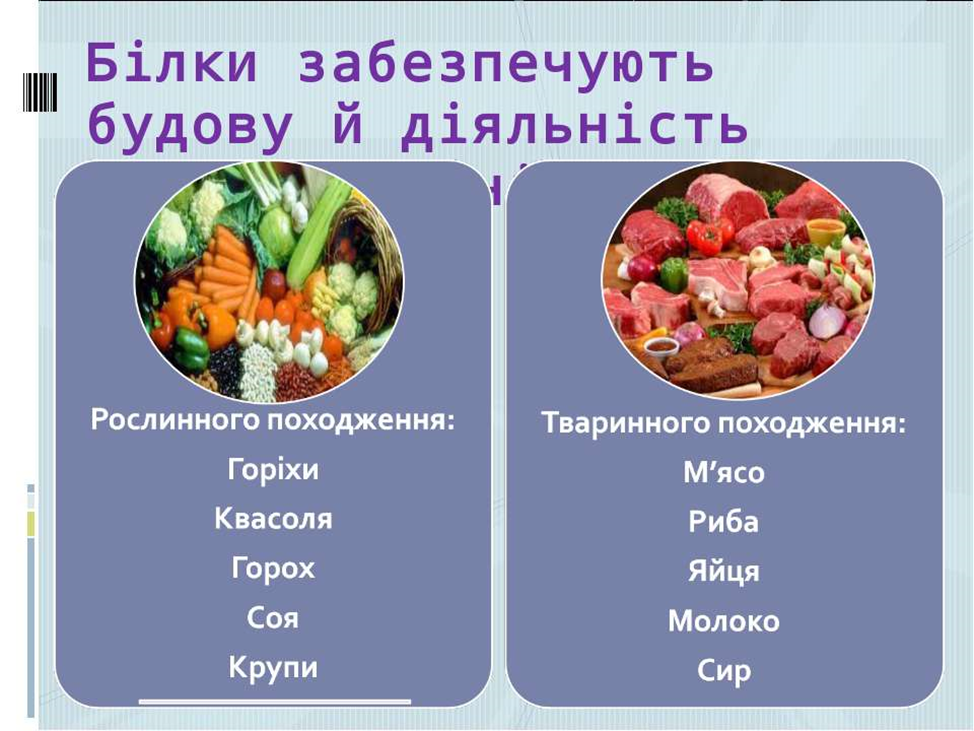 Білки забезпечують
будову й діяльність
Рослинного походження:
Горіхи
Квасоля
Горох
Соя
Крупи
Тваринного походження:
М’ясо
Риба
Яйця
Молоко
Сир